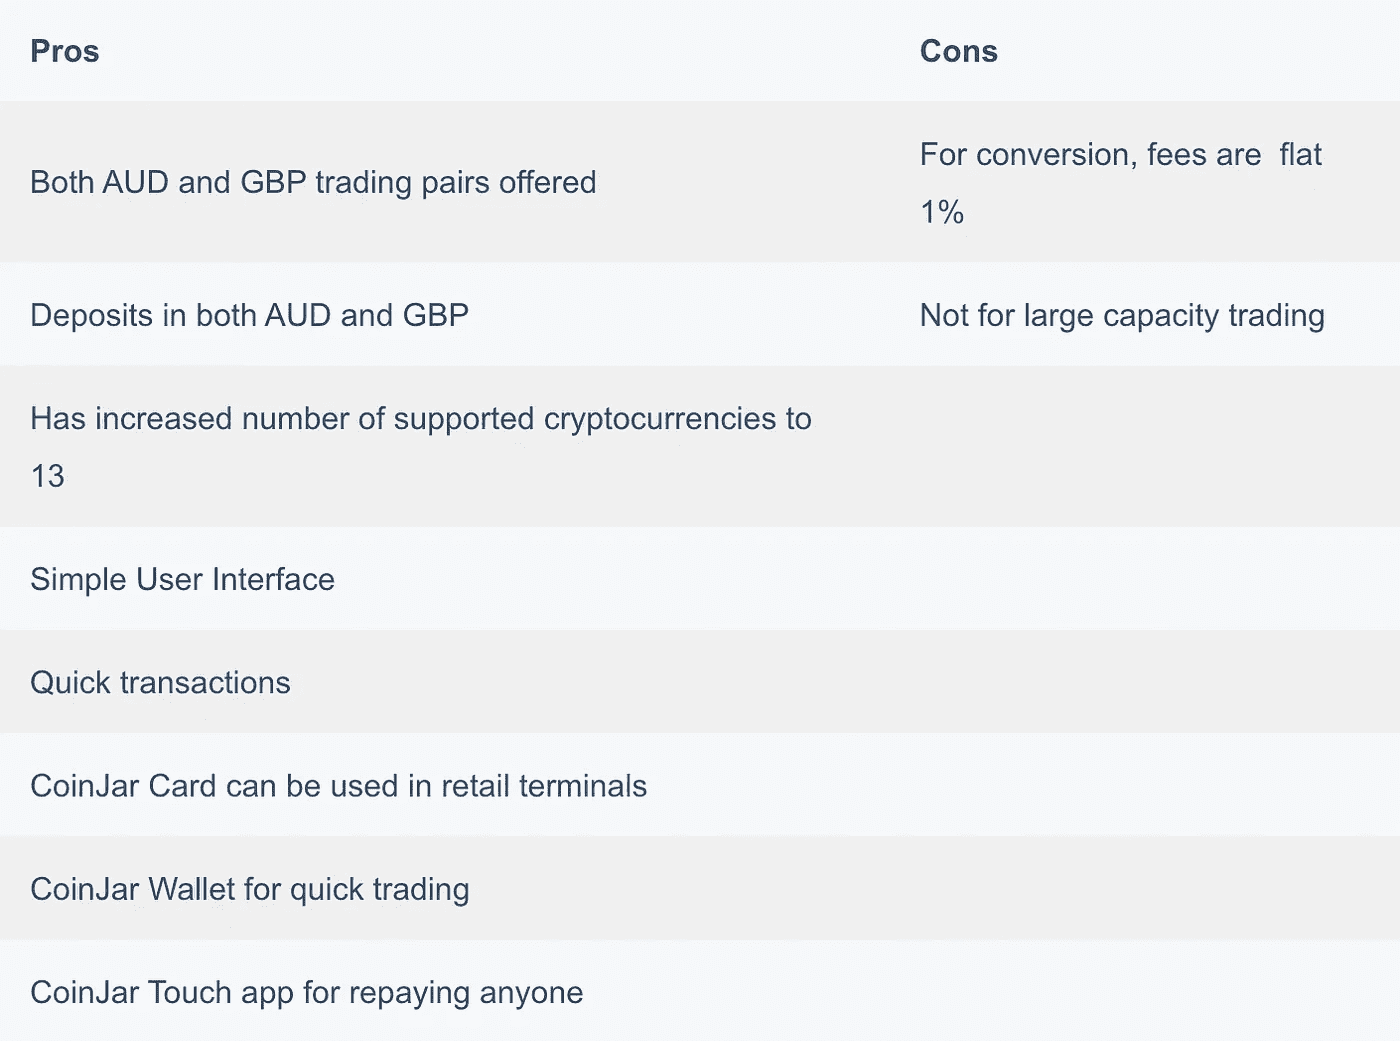 Pros Cons
Both AUD and GBP trading pairs offered
For conversion, fees are  flat
1%
Deposits in both AUD and GBP
Not for large capacity trading
Has increased number of supported cryptocurrencies to
13
Simple User Interface
Quick transactions
CoinJar Card can be used in retail terminals
CoinJar Wallet for quick trading
CoinJar Touch app for repaying anyone